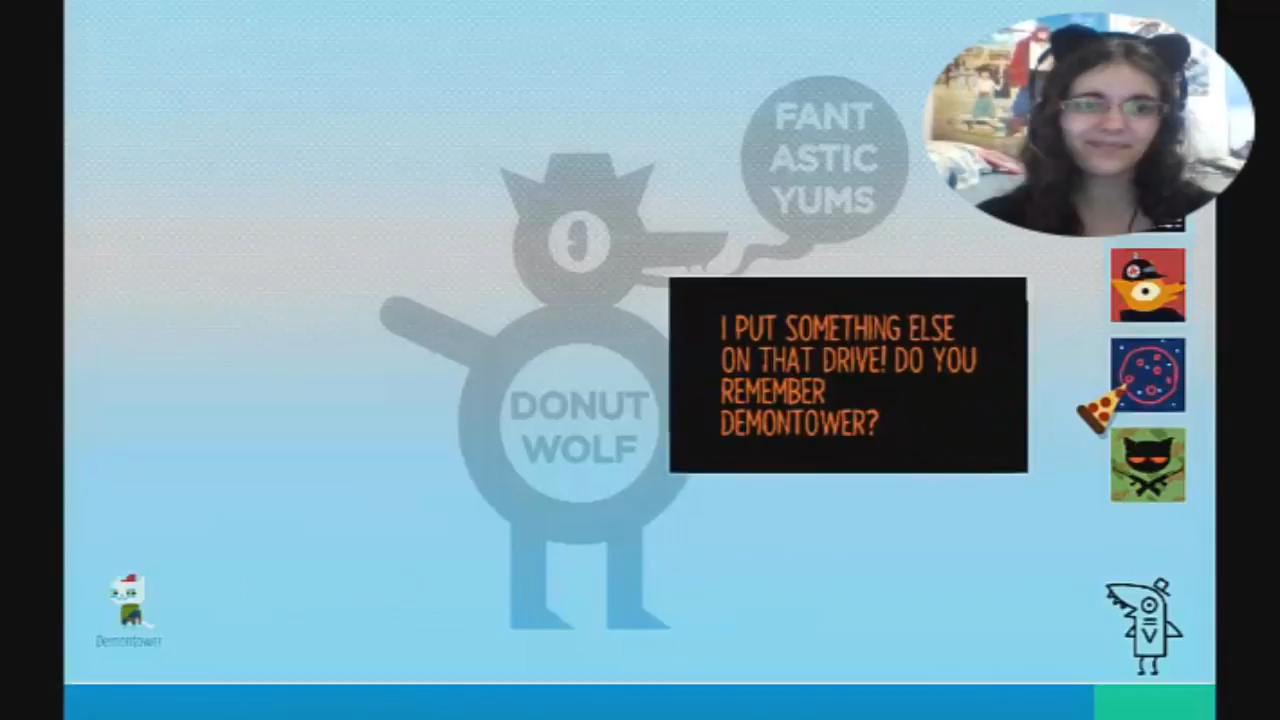 FANT
ASTIC
YUMS
DONUT
WOLF
I PUT SOMETHING ELSE
ON THAT DRIVE! DO YOU
REMEMBER
DEMONTOWER?
Demontower